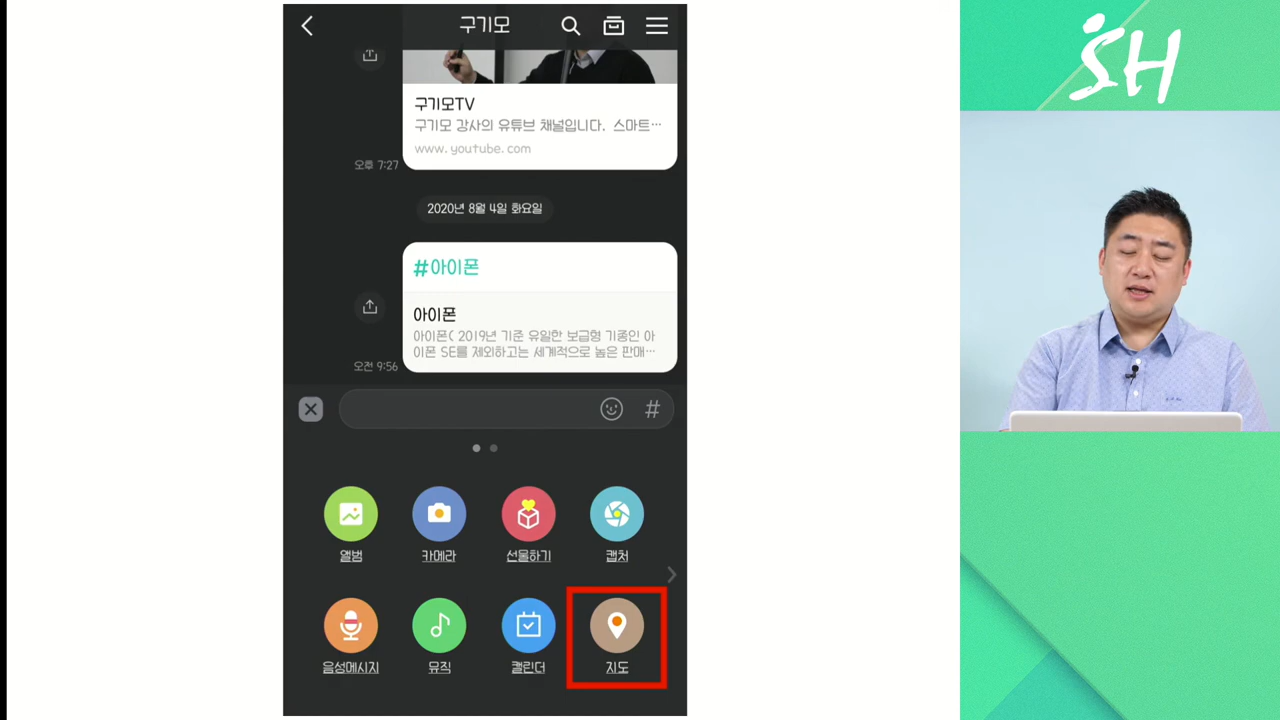 구기모
SH
구기모TV
구기모 강사의 유튜브 채널입니다. 스마트…
www.youtube.com
오후 7:27
2020년 8월 4일 화요일
#아이폰
아이폰
아이폰( 2019년 기준 유일한 보급형 기종인 아
이폰 SE를 제외하고는 세계적으로 높은 판매…
오전 9:56
#
앨범
카메라
선물하기
캡처
음성메시지
뮤직
캘린더
지도